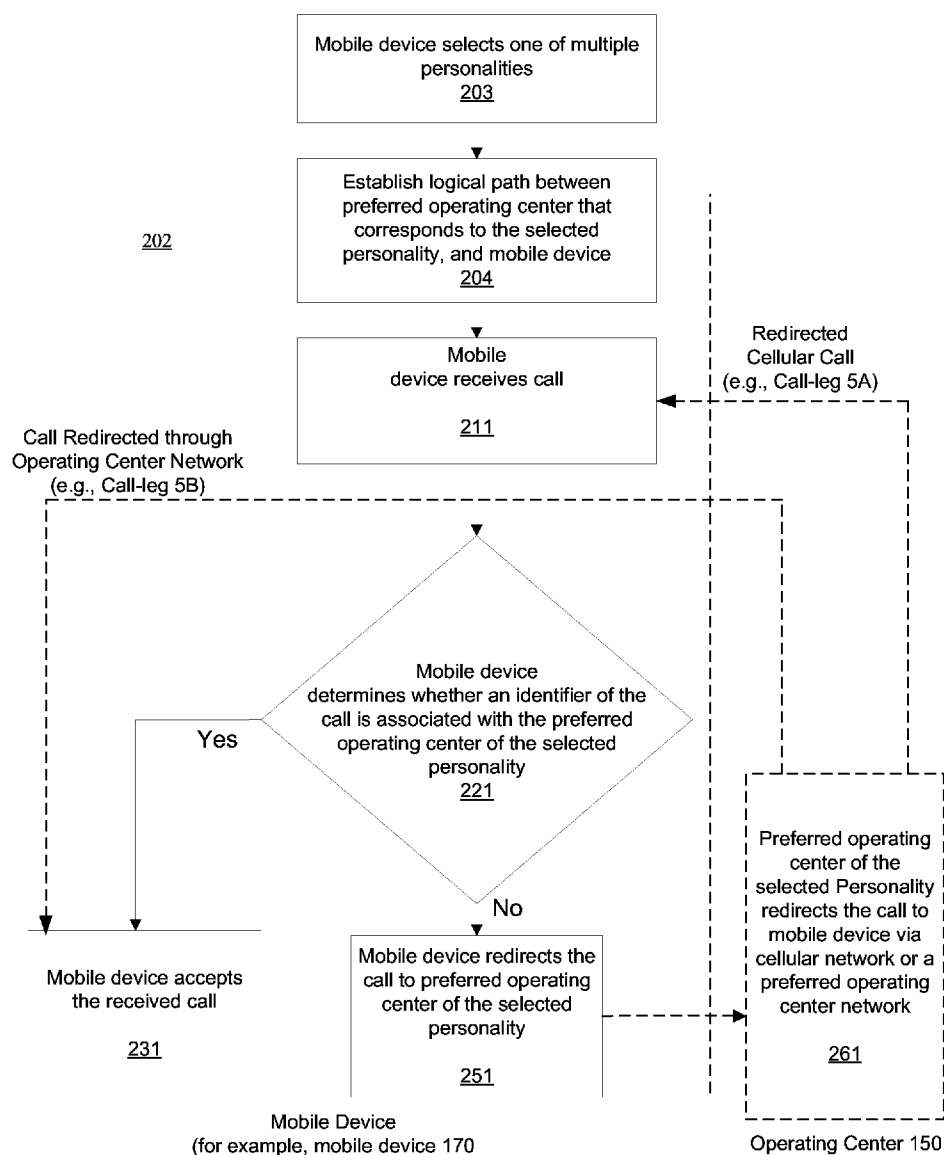 Mobile device selects one of multiple
personalities
203
Establish logical path between
preferred operating center that
corresponds to the selected
personality, and mobile device
204
202
Mobile
device receives call
211
Redirected
Cellular Call
(e.g., Call-leg 5A)
Call Redirected through
Operating Center Network
(e.g., Call-leg 5B)
Mobile device
determines whether an identifier of the
call is associated with the preferred
operating center of the selected
personality
221
Yes
No
Mobile device accepts
the received call
231
Mobile device redirects the
call to preferred operating
center of the selected
personality
251
Preferred operating
center of the
selected Personality
redirects the call to
mobile device via
cellular network or a
preferred operating
center network
261
Mobile Device
(for example, mobile device 170
Operating Center 150